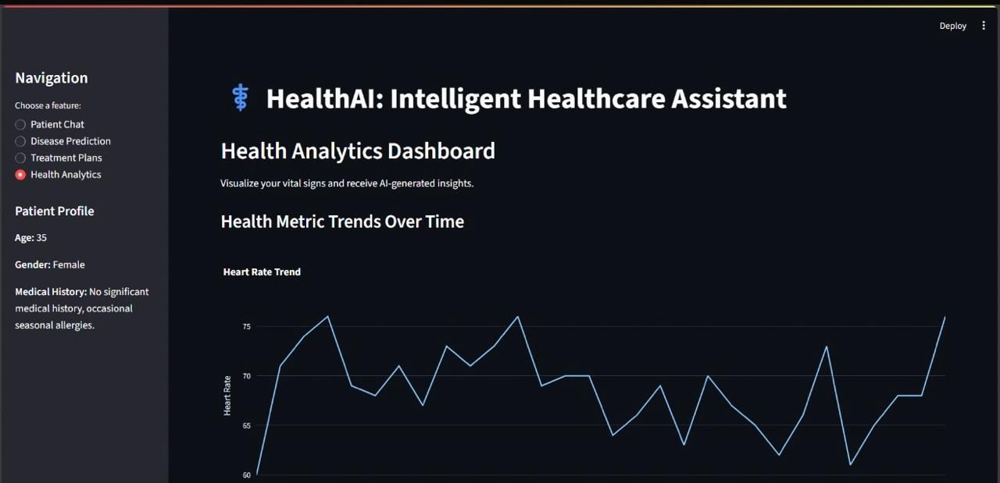 Deploy
Navigation
Choose a feature:
Patient Chat
Disease Prediction
Treatment Plans
Health Analytics
Patient Profile
Age: 35
Gender: Female
Medical History: No significant
medical history, occasional
seasonal allergies.
HealthAI: Intelligent Healthcare Assistant
Health Analytics Dashboard
Visualize your vital signs and receive AI-generated insights.
Health Metric Trends Over Time
Heart Rate Trend
75
70
65
60
Heart Rate